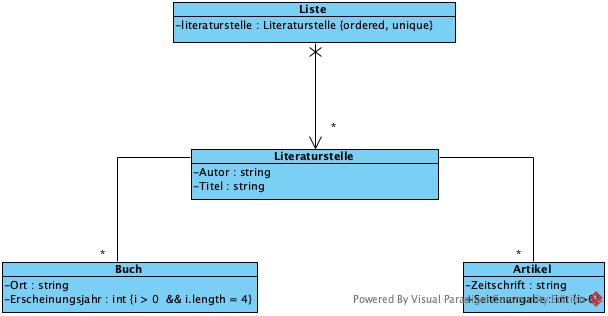 Liste
-literaturstelle : Literaturstelle {ordered, unique}
*
Literaturstelle
-Autor : string
-Titel : string
*
*
Buch
-Ort : string
-Erscheinungsjahr : int {i > 0 && i.length = 4}
Artikel
-Zeitschrift : string
-Seitenangabe : int {i>0}
Powered By Visual Paradigm Community Edition